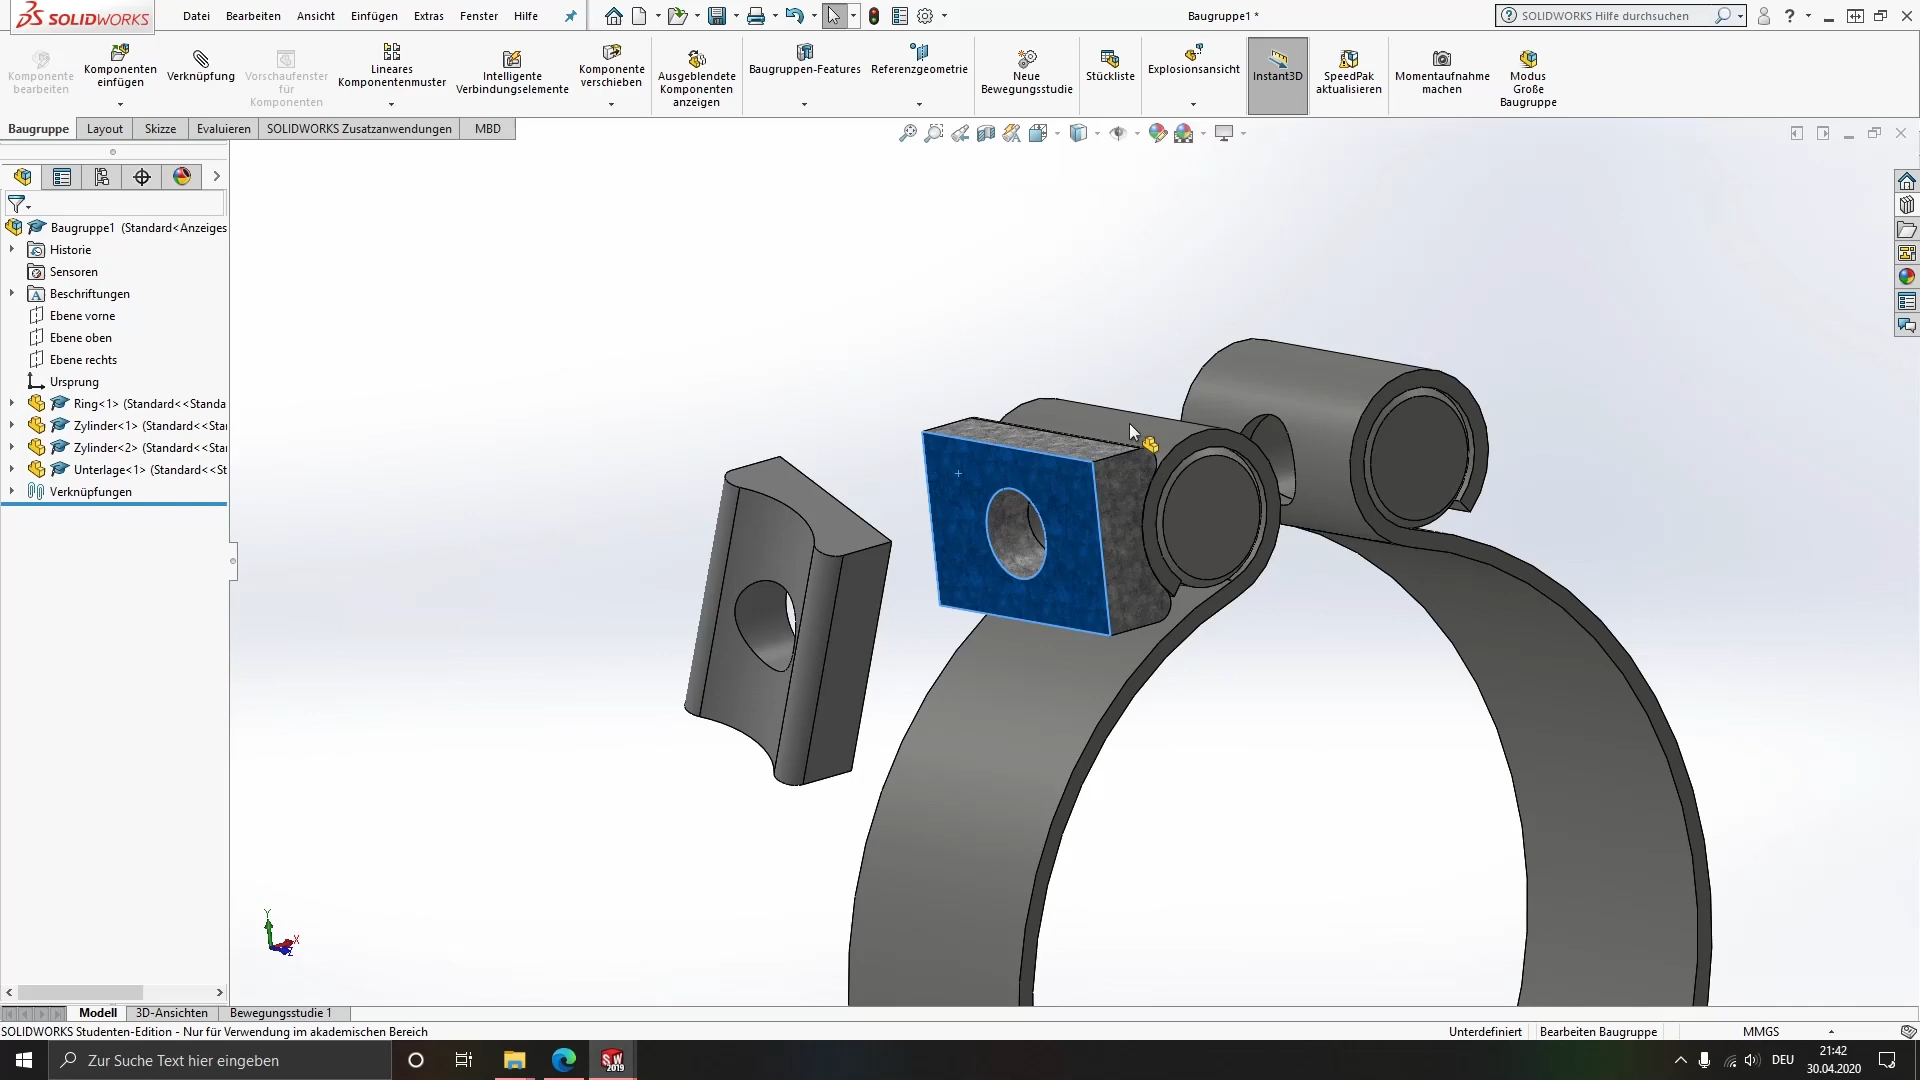 SOLIDWORKS
Datei Bearbeiten Ansicht Einfügen Extras Fenster Hilfe
Baugruppe1 *
SOLIDWORKS Hilfe durchsuchen
Komponente bearbeiten
Komponenten einfügen
Verknüpfung
Vorschaufenster für Komponenten
Lineares Komponentenmuster
Intelligente Verbindungselemente
Komponente verschieben
Ausgeblendete Komponenten anzeigen
Baugruppen-Features
Referenzgeometrie
Neue Bewegungsstudie
Stückliste
Explosionsansicht
Instant3D
SpeedPak aktualisieren
Momentaufnahme machen
Modus Große Baugruppe
Baugruppe Layout Skizze Evaluieren SOLIDWORKS Zusatzanwendungen MBD
Baugruppe1 (Standard<Anzeiges
Historie
Sensoren
Beschriftungen
Ebene vorne
Ebene oben
Ebene rechts
Ursprung
Ring<1> (Standard<<Standa
Zylinder<1> (Standard<<Star
Zylinder<2> (Standard<<Star
Unterlage<1> (Standard<<St
Verknüpfungen
Y
X
Z
Modell 3D-Ansichten Bewegungsstudie 1
SOLIDWORKS Studenten-Edition - Nur für Verwendung im akademischen Bereich
Unterdefiniert Bearbeiten Baugruppe MMGS
Zur Suche Text hier eingeben
SW 2019
DEU
21:42
30.04.2020